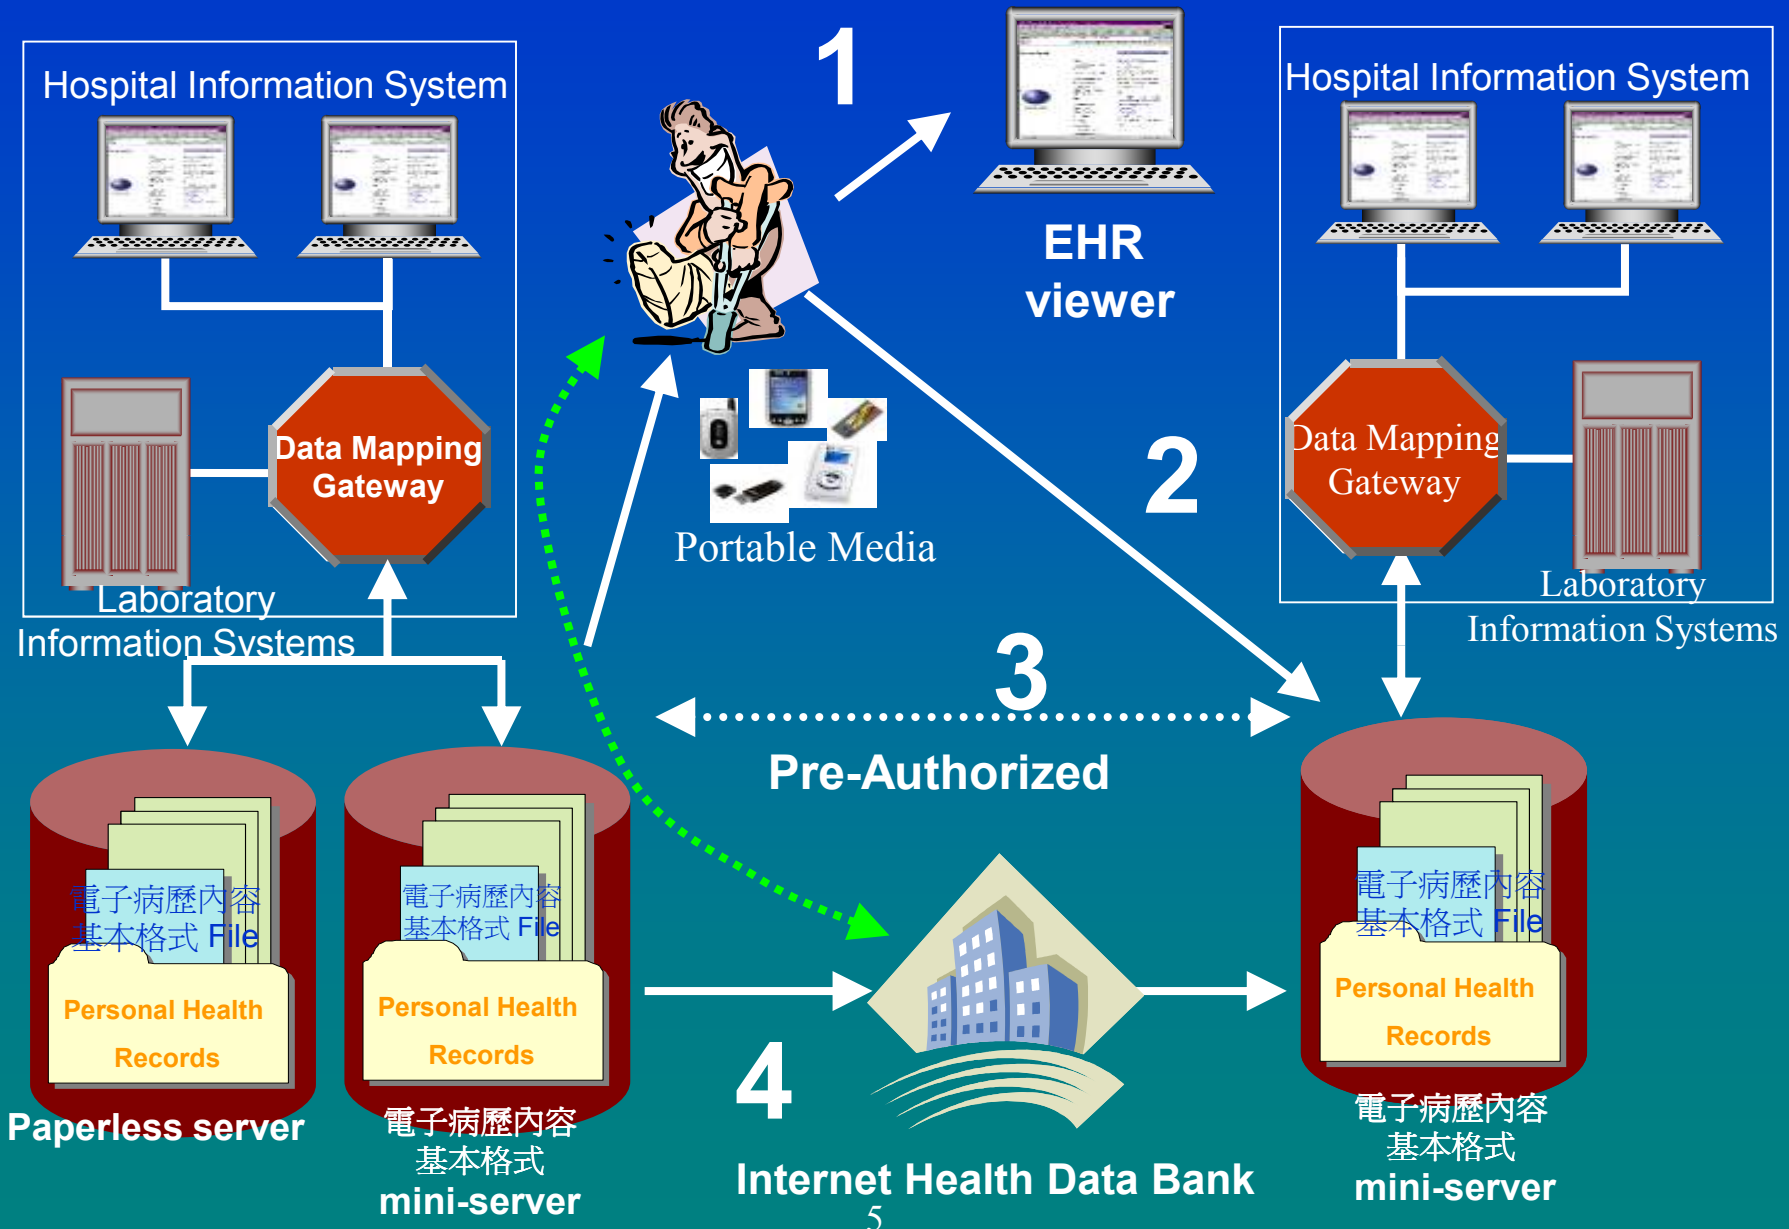 1
Hospital Information System
Hospital Information System
EHR
viewer
Data Mapping
Gateway
Data Mapping
Gateway
2
Portable Media
Laboratory
Information Systems
Laboratory
Information Systems
3
Pre-Authorized
電子病歷內容
基本格式 File
Personal Health
Records
電子病歷內容
基本格式 File
Personal Health
Records
電子病歷內容
基本格式 File
Personal Health
Records
4
Paperless server
電子病歷內容
基本格式
mini-server
Internet Health Data Bank
電子病歷內容
基本格式
mini-server
5